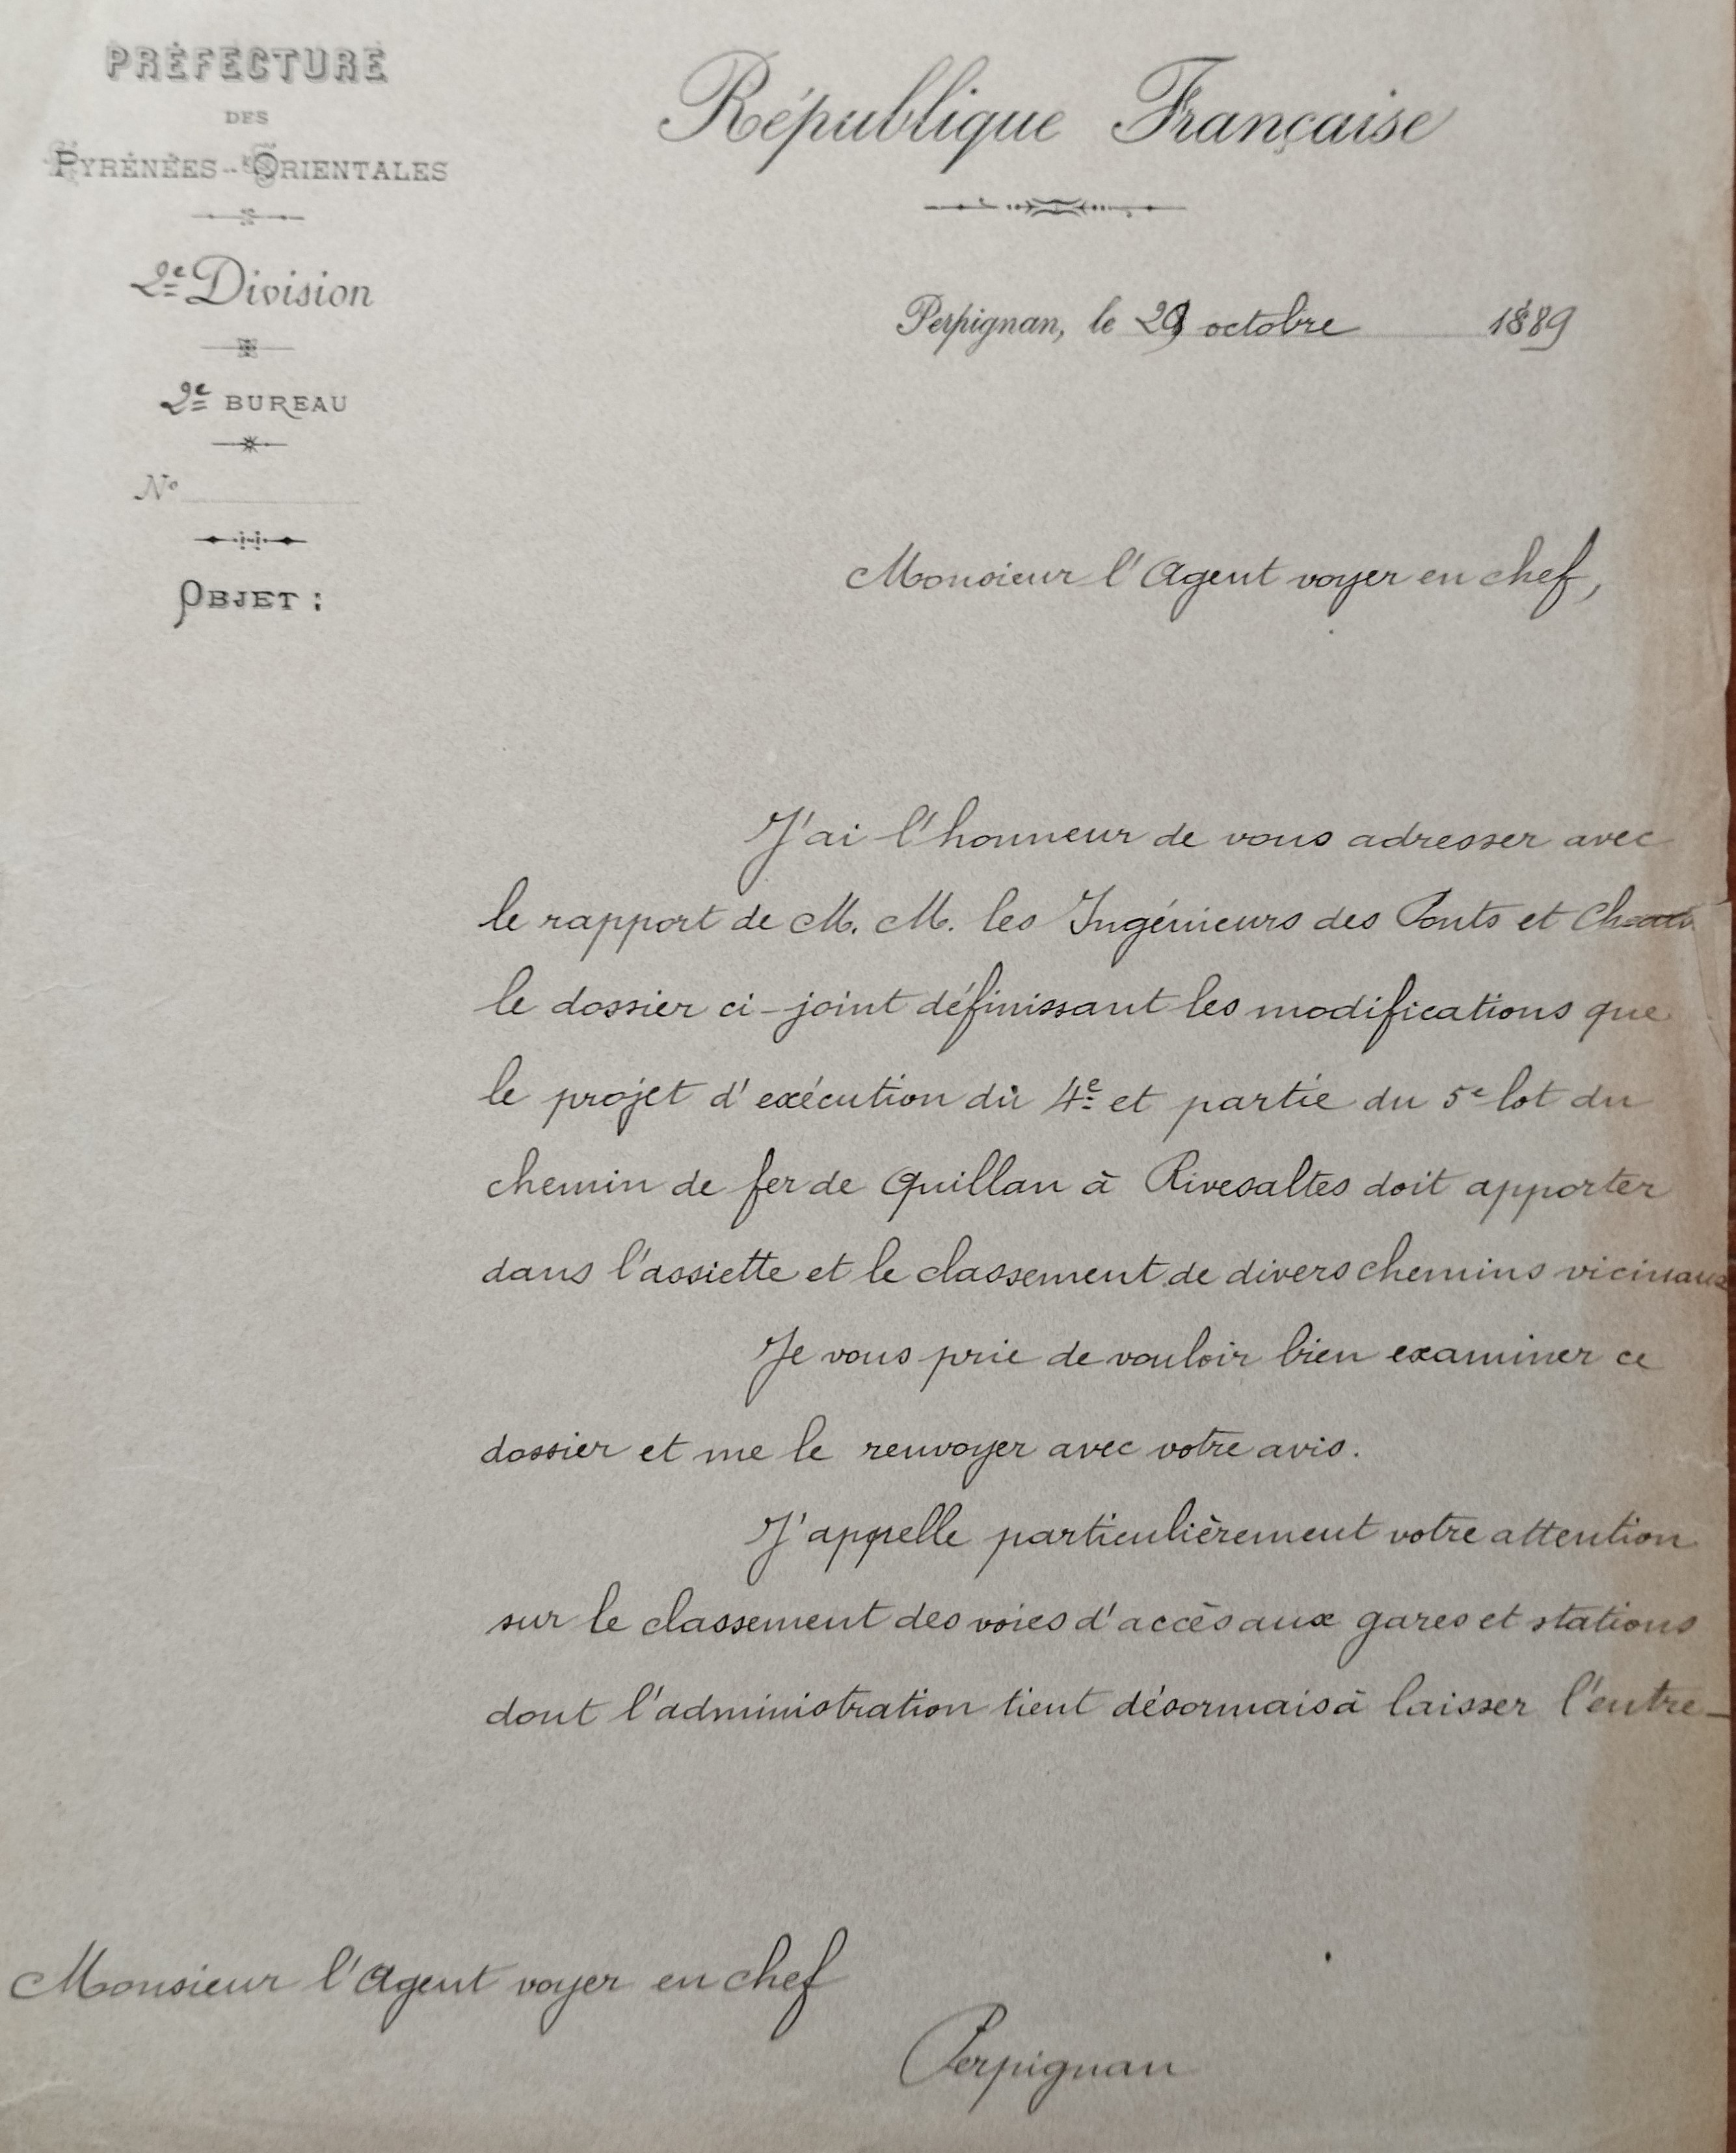 PRÉFECTURE
DES
PYRÉNÉES-ORIENTALES
2e Division
2e BUREAU
No
OBJET :
République Française
Perpignan, le 29 octobre 1889
Monsieur l'Agent voyer en chef,
J'ai l'honneur de vous adresser avec
le rapport de M. M. les Ingénieurs des Ponts et
le dossier ci-joint définissant les modifications que
le projet d'exécution du 4e et partie du 5e lot du
chemin de fer de Quillan à Rivesaltes doit apporter
dans l'assiette et le classement de divers chemins vicinaux
Je vous prie de vouloir bien examiner ce
dossier et me le renvoyer avec votre avis.
J'appelle particulièrement votre attention
sur le classement des voies d'accès aux gares et stations
dont l'administration tient désormais à laisser l'entre-
Monsieur l'Agent voyer en chef
Perpignan